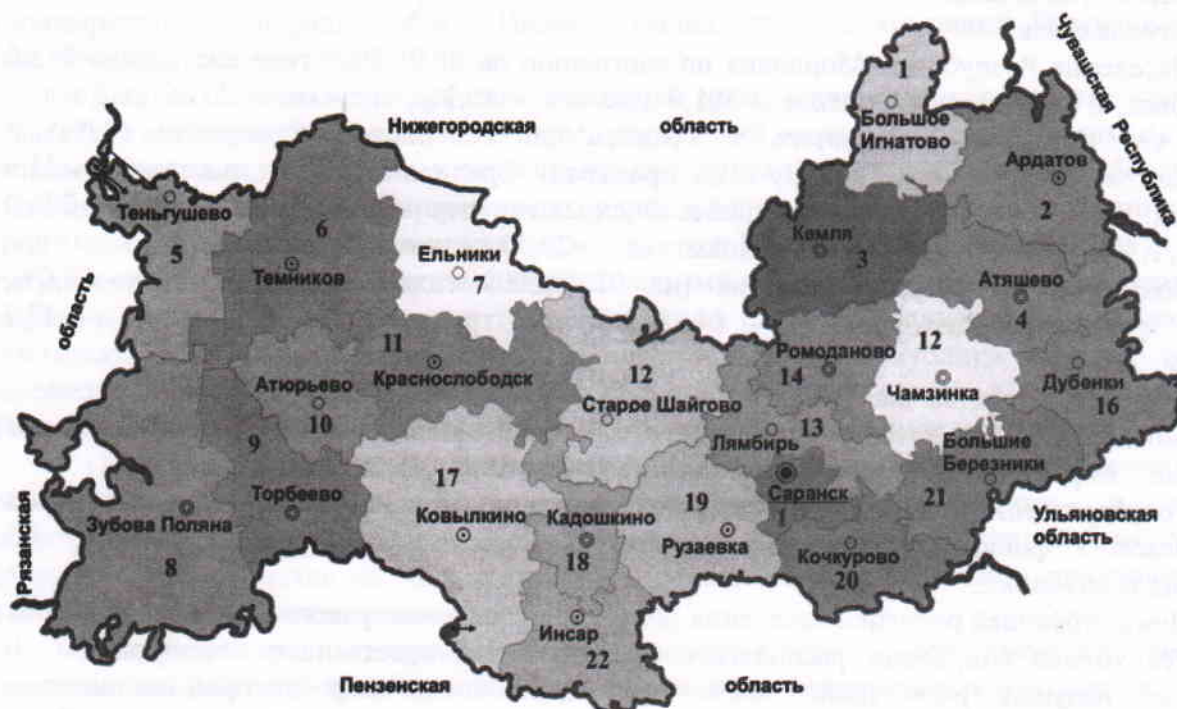 1
Большое
Игнатово
Чувашская Республика
Нижегородская область
Ардатов
2
Теньгушево
5
6
Темников
Ельники
7
Кемля
3
Атяшево
4
область
11
Краснослободск
12
Старое Шайгово
Ромоданово
14
12
Чамзинка
Дубенки
16
Атюрьево
10
9
Лямбирь
13
Большие
Березники
21
17
Торбеево
Зубова Поляна
8
Ковылкино
Кадошкино
18
19
Рузаевка
Саранск
1
Кочкурово
20
Ульяновская
область
Рязанская
Инсар
22
Пензенская область